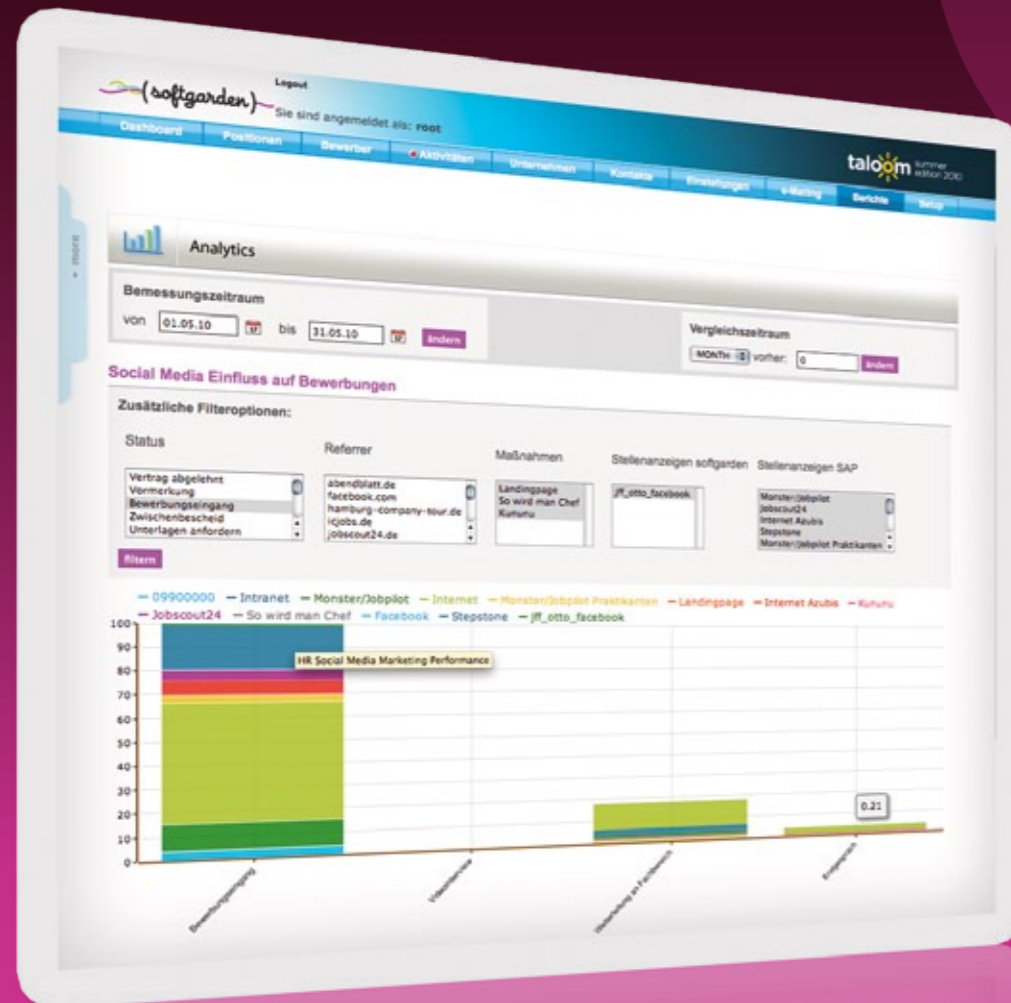 Logout
(softgarden)
Sie sind angemeldet als: root
taloom summer edition 2010
Dashboard Positionen Bewerber Aktivitäten Unternehmen Kontakte Einstellungen e-Mailing Berichte Setup
more
Analytics
Bemessungszeitraum
von 01.05.10 bis 31.05.10 ändern
Vergleichszeitraum
MONTH vorher: 0 ändern
Social Media Einfluss auf Bewerbungen
Zusätzliche Filteroptionen:
Status Referrer Maßnahmen Stellenanzeigen softgarden Stellenanzeigen SAP
Vertrag abgelehnt
Vormerkung
Bewerbungseingang
Zwischenbescheid
Unterlagen anfordern
abendblatt.de
facebook.com
hamburg-company-tour.de
icjobs.de
jobscout24.de
Landingpage
So wird man Chef
Kununu
jff_otto_facebook
Monster/Jobpilot
Jobscout24
Internet Azubis
Stepstone
Monster/Jobpilot Praktikanten
filtern
09900000 Intranet Monster/Jobpilot Internet Monster/Jobpilot Praktikanten Landingpage Internet Azubis Kununu
Jobscout24 So wird man Chef Facebook Stepstone jff_otto_facebook
100
90
80
70
60
50
40
30
20
10
0
HR Social Media Marketing Performance
0.21
Bewerbungseingang
Videointerview
Weiterleitung an Fachbereich
Erstgespräch